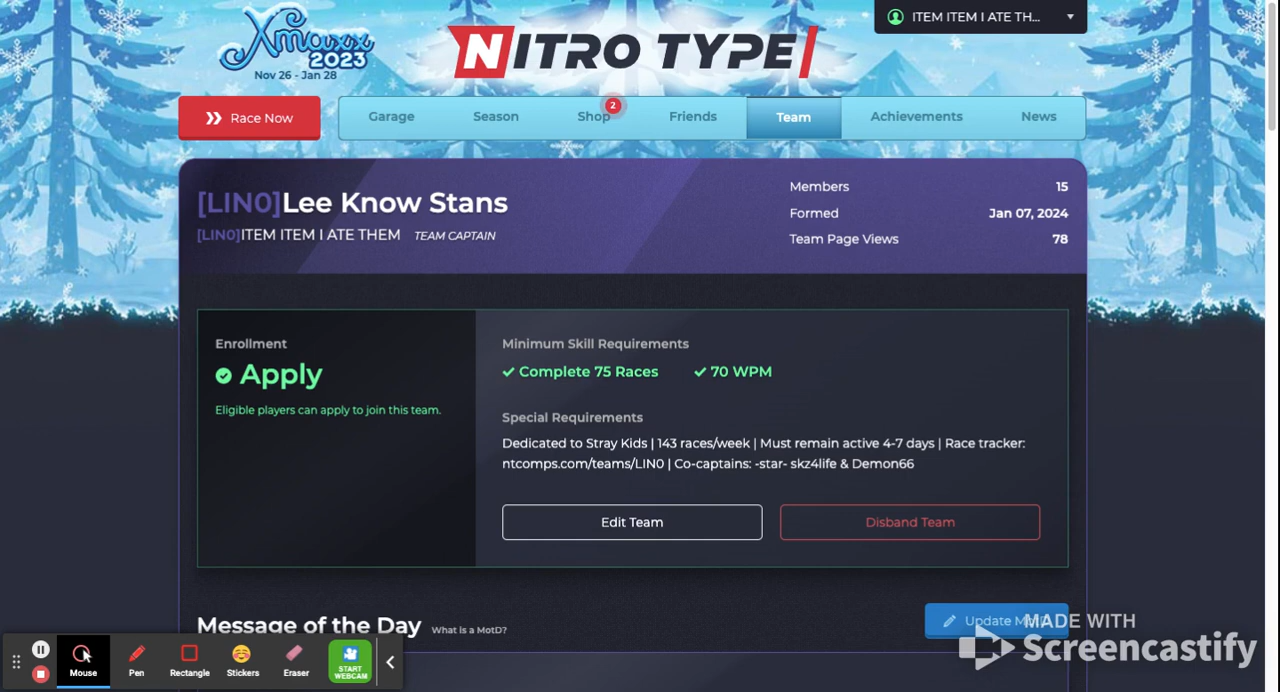 Xmaxx
2023
Nov 26 - Jan 28
NITRO TYPE
ITEM ITEM I ATE TH...
Race Now
Garage
Season
Shop
2
Friends
Team
Achievements
News
[LIN0]Lee Know Stans
[LIN0]ITEM ITEM I ATE THEM TEAM CAPTAIN
Members 15
Formed Jan 07, 2024
Team Page Views 78
Enrollment
Apply
Eligible players can apply to join this team.
Minimum Skill Requirements
Complete 75 Races 70 WPM
Special Requirements
Dedicated to Stray Kids | 143 races/week | Must remain active 4-7 days | Race tracker:
ntcomps.com/teams/LIN0 | Co-captains: -star- skz4life & Demon66
Edit Team
Disband Team
Message of the Day What is a MotD?
Update
MADE WITH
Screencastify
Mouse
Pen
Rectangle
Stickers
Eraser
START
WEBCAM